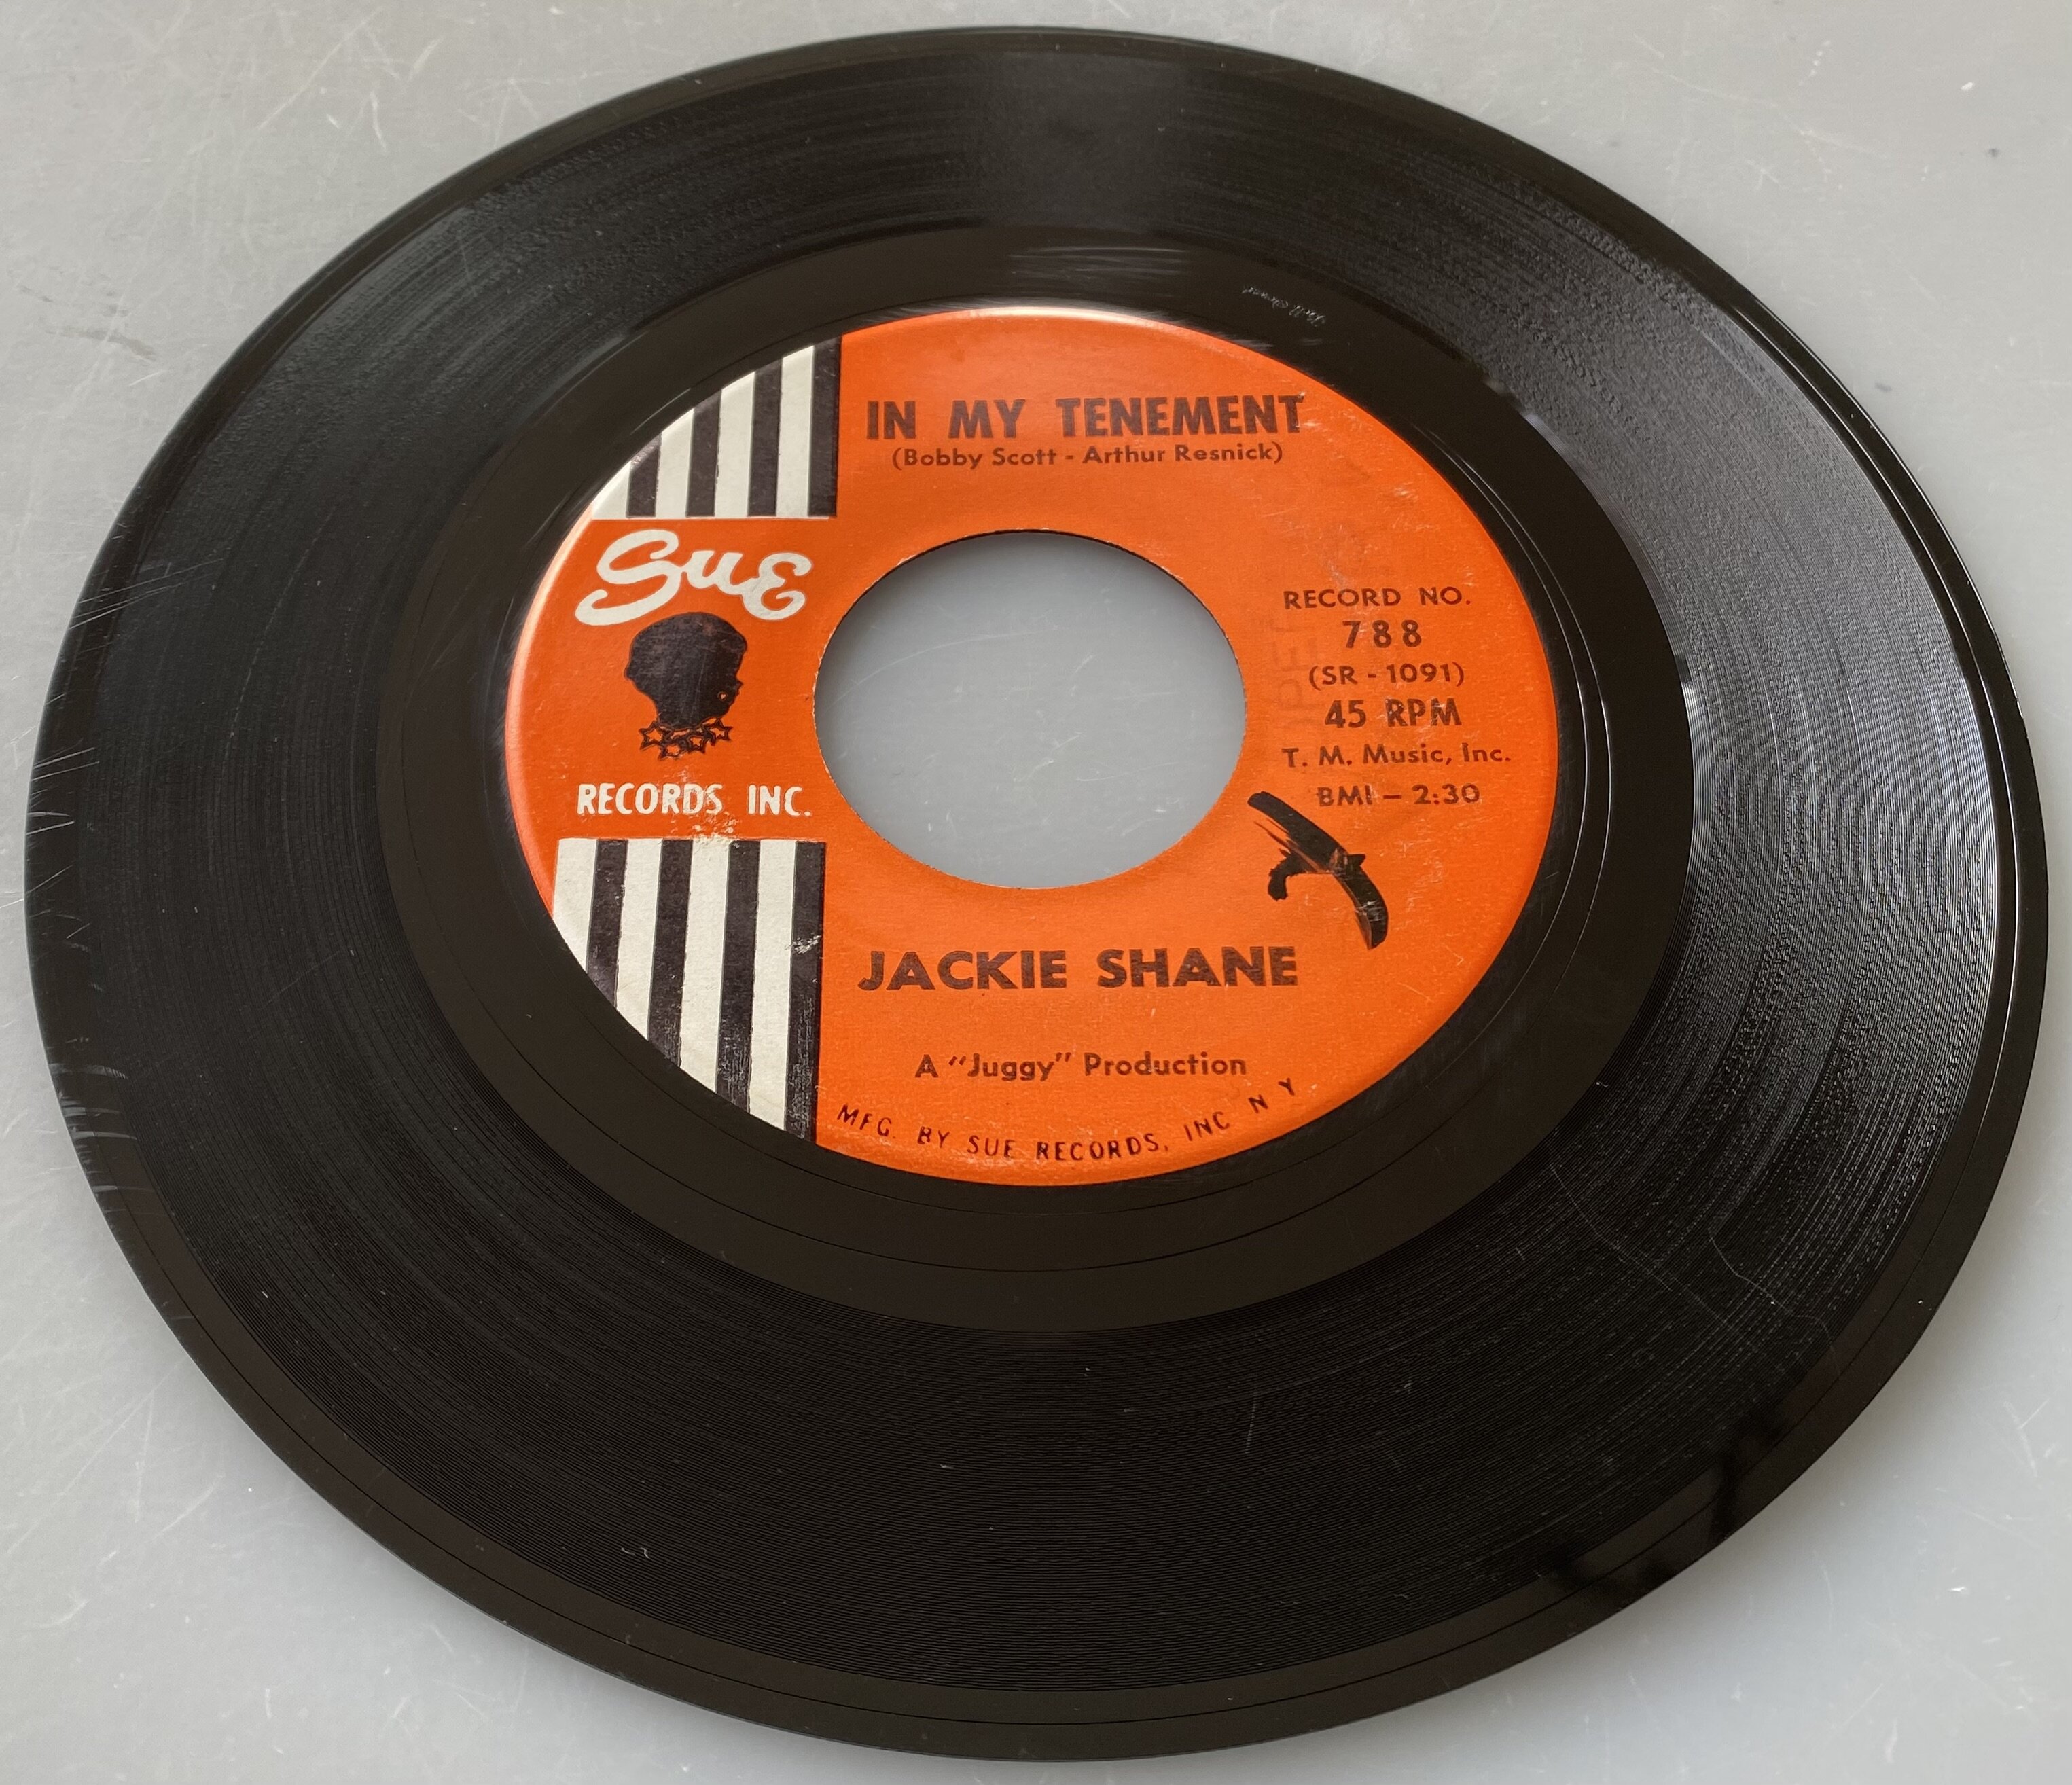 IN MY TENEMENT
(Bobby Scott - Arthur Resnick)
Sue
RECORDS, INC.
RECORD NO.
788
(SR - 1091)
45 RPM
T. M. Music, Inc.
BMI – 2:30
JACKIE SHANE
A "Juggy" Production
MFG. BY SUE RECORDS, INC N Y